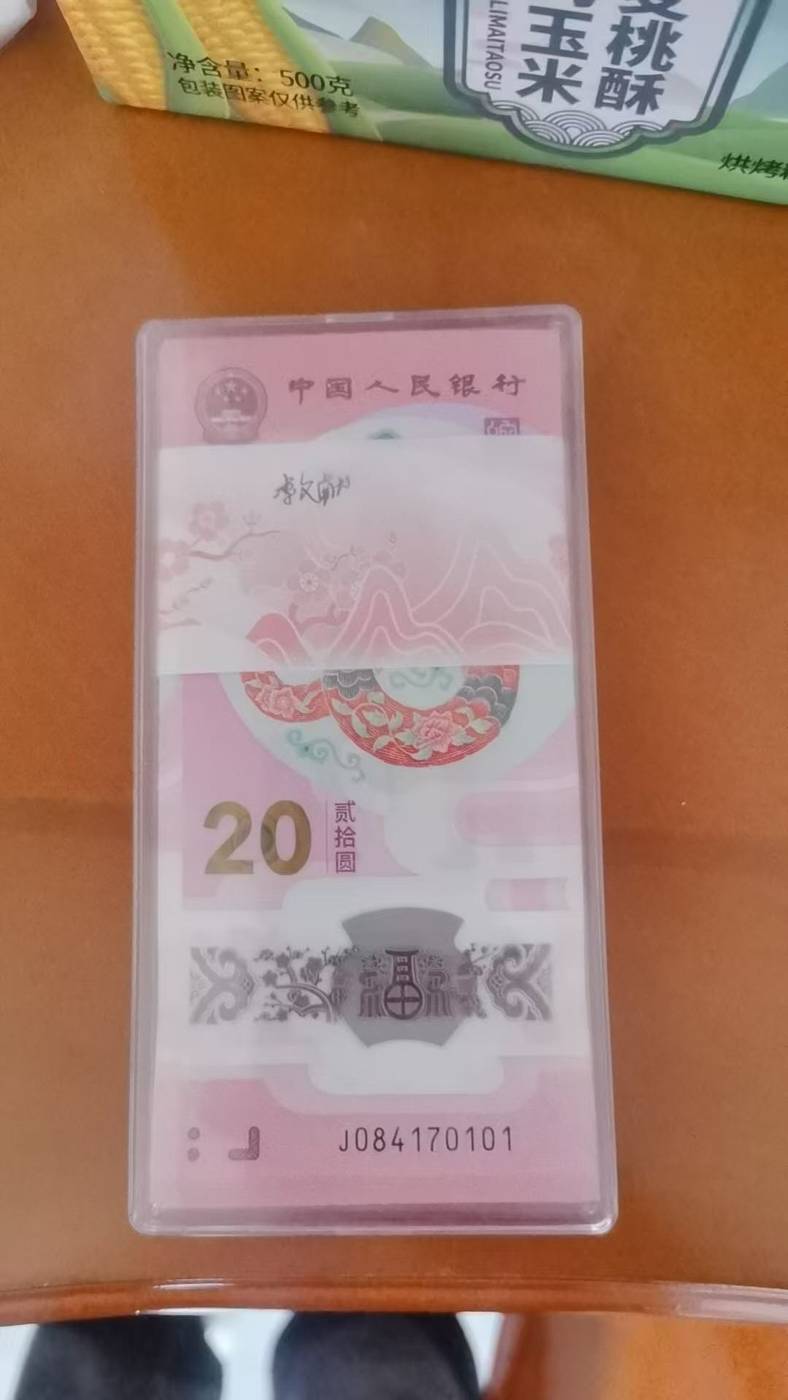 净含量：500克
包装图案仅供参考
LIMAITAOSU
玉米
桃酥
烘烤
中国人民银行
20
贰拾圆
J084170101